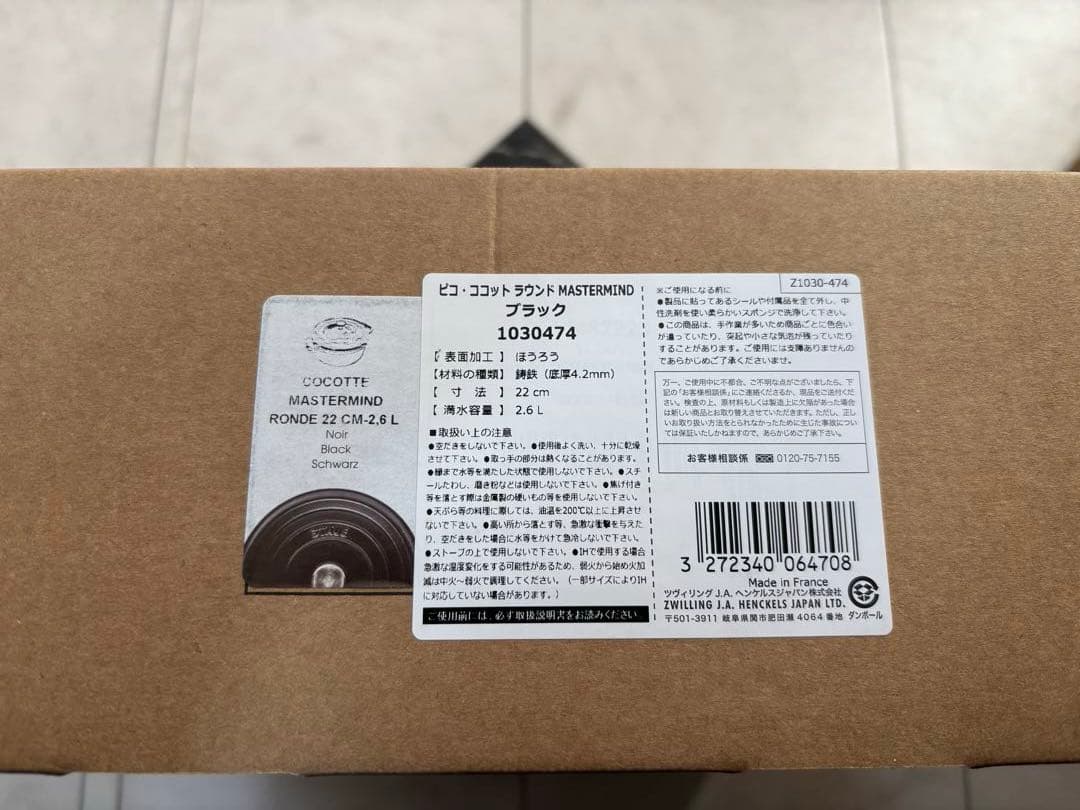 COCOTTE
MASTERMIND
RONDE 22 CM-2,6 L
Noir
Black
Schwarz
STAUB
ピコ・ココット ラウンド MASTERMIND
ブラック
1030474
【 表面加工 】 ほうろう
【材料の種類】 鋳鉄（底厚4.2mm）
【 寸 法 】 22 cm
【 満水容量 】 2.6 L
■取扱い上の注意
●空だきをしないで下さい。●使用後よく洗い、十分に乾燥
させて下さい。●取っ手の部分は熱くなることがあります。
●縁まで水等を満たした状態で使用しないで下さい。●スチ
ールたわし、磨き粉などは使用しないで下さい。●焦げ付き
等を落とす際は金属製の硬いもの等を使用しないで下さい。
●天ぷら等の料理に際しては、油温を200℃以上に上昇させ
ないで下さい。●高い所から落とす等、急激な衝撃を与えた
り、空だきをした場合に水等をかけて急冷しないで下さい。
●ストーブの上で使用しないで下さい。●IHで使用する場合
急激な温度変化をする可能性があるため、弱火から始め火加
減は中火～弱火で調理してください。（一部サイズによりIH
に対応していない場合があります。）
ご使用前には、必ず取扱説明書をお読みください
Z1030-474
※ご使用になる前に
●製品に貼ってあるシールや付属品を全て外し、中
性洗剤を使い柔らかいスポンジで洗浄して下さい。
●この商品は、手作業が多いため商品ごとに色合い
が違っていたり、突起や小さな気泡が残っていたり
することがあります。ご使用には支障ありませんの
であらかじめご了承くださいませ。
万一、ご使用中に不都合、ご不明な点がございましたら、下
記の「お客様相談係」にご連絡くださるか、現品をご送付くだ
さい。検査の上、原材料もしくは製造上に欠陥があった場合
は新しい商品とお取り替えさせていただきます。ただし、正し
いお取り扱い方法をとられなかったために生じた事故につい
ては保証いたしかねますので、あらかじめご了承下さい。
お客様相談係 0120-75-7155
3 272340 064708
Made in France
ツヴィリング J.A. ヘンケルスジャパン株式会社
ZWILLING J.A. HENCKELS JAPAN LTD.
〒501-3911 岐阜県関市肥田瀬 4064 番地
ダンボール